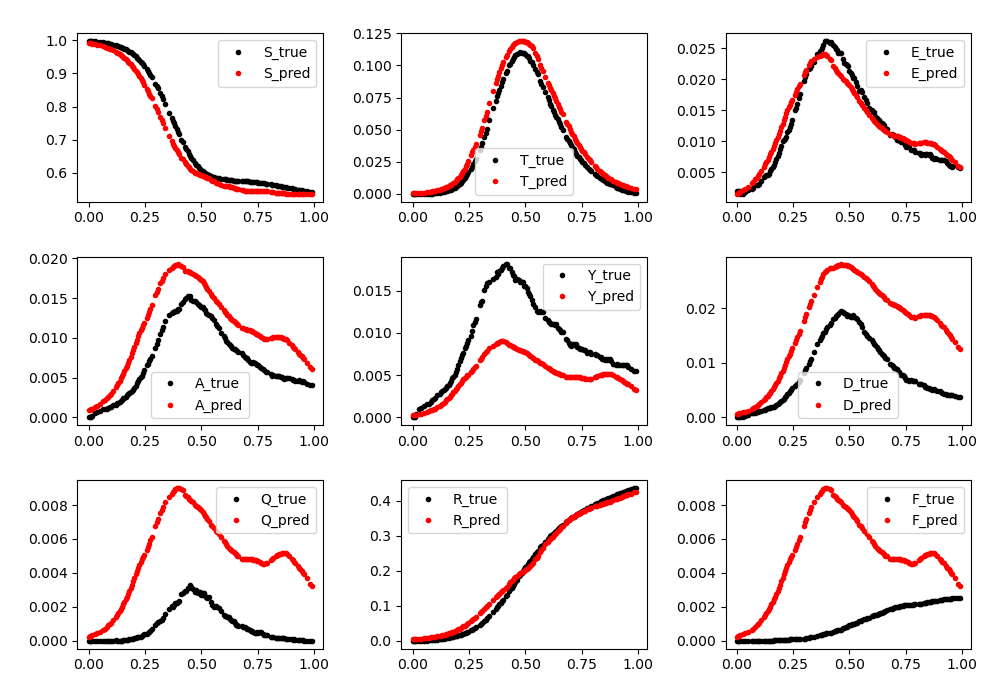 1.0
0.9
0.8
0.7
0.6
S_true
S_pred
0.00 0.25 0.50 0.75 1.00
0.125
0.100
0.075
0.050
0.025
0.000
T_true
T_pred
0.00 0.25 0.50 0.75 1.00
0.025
0.020
0.015
0.010
0.005
E_true
E_pred
0.00 0.25 0.50 0.75 1.00
0.020
0.015
0.010
0.005
0.000
A_true
A_pred
0.00 0.25 0.50 0.75 1.00
0.015
0.010
0.005
0.000
Y_true
Y_pred
0.00 0.25 0.50 0.75 1.00
0.02
0.01
0.00
D_true
D_pred
0.00 0.25 0.50 0.75 1.00
0.008
0.006
0.004
0.002
0.000
Q_true
Q_pred
0.00 0.25 0.50 0.75 1.00
0.4
0.3
0.2
0.1
0.0
R_true
R_pred
0.00 0.25 0.50 0.75 1.00
0.008
0.006
0.004
0.002
0.000
F_true
F_pred
0.00 0.25 0.50 0.75 1.00